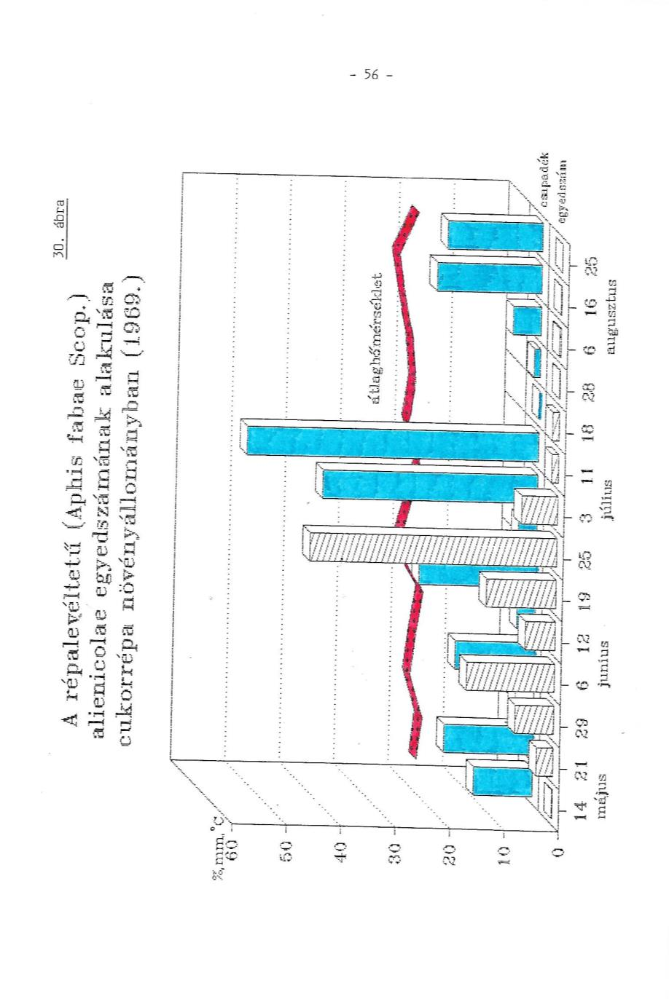 - 56 -
30. ábra
A répalevéltetű (Aphis fabae Scop.)
alienicolae egyedszámának alakulása
cukorrépa növényállományban (1969.)
%,mm,°C
60
50
40
30
20
10
0
átlaghőmérséklet
csapadék
egyedszám
14 21 29 6 12 19 25 3 11 18 28 6 16 25
május junius július augusztus